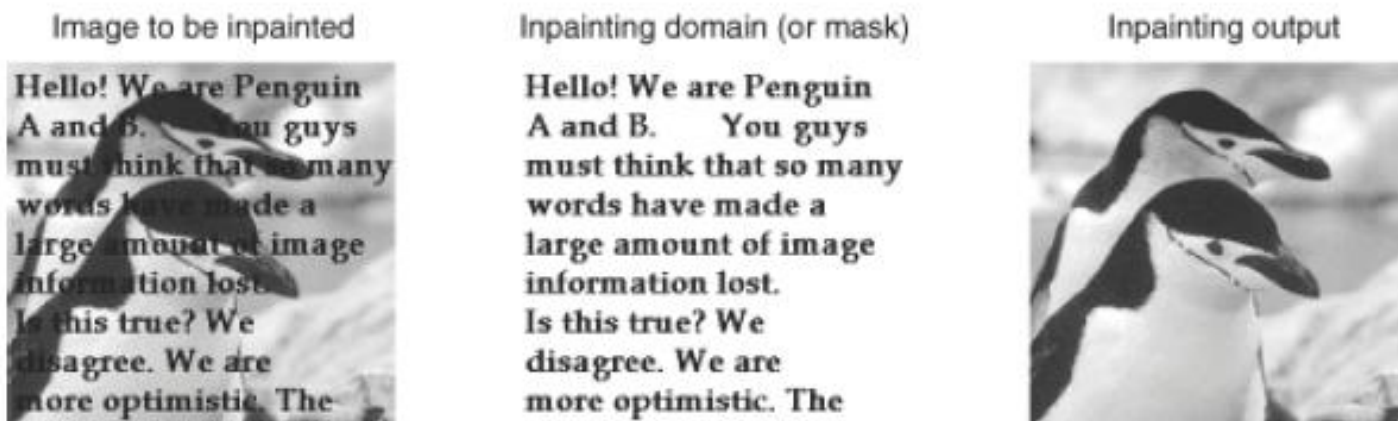 Image to be inpainted
Hello! We are Penguin
A and B. You guys
must think that so many
words have made a
large amount of image
information lost.
Is this true? We
disagree. We are
more optimistic. The
Inpainting domain (or mask)
Hello! We are Penguin
A and B. You guys
must think that so many
words have made a
large amount of image
information lost.
Is this true? We
disagree. We are
more optimistic. The
Inpainting output